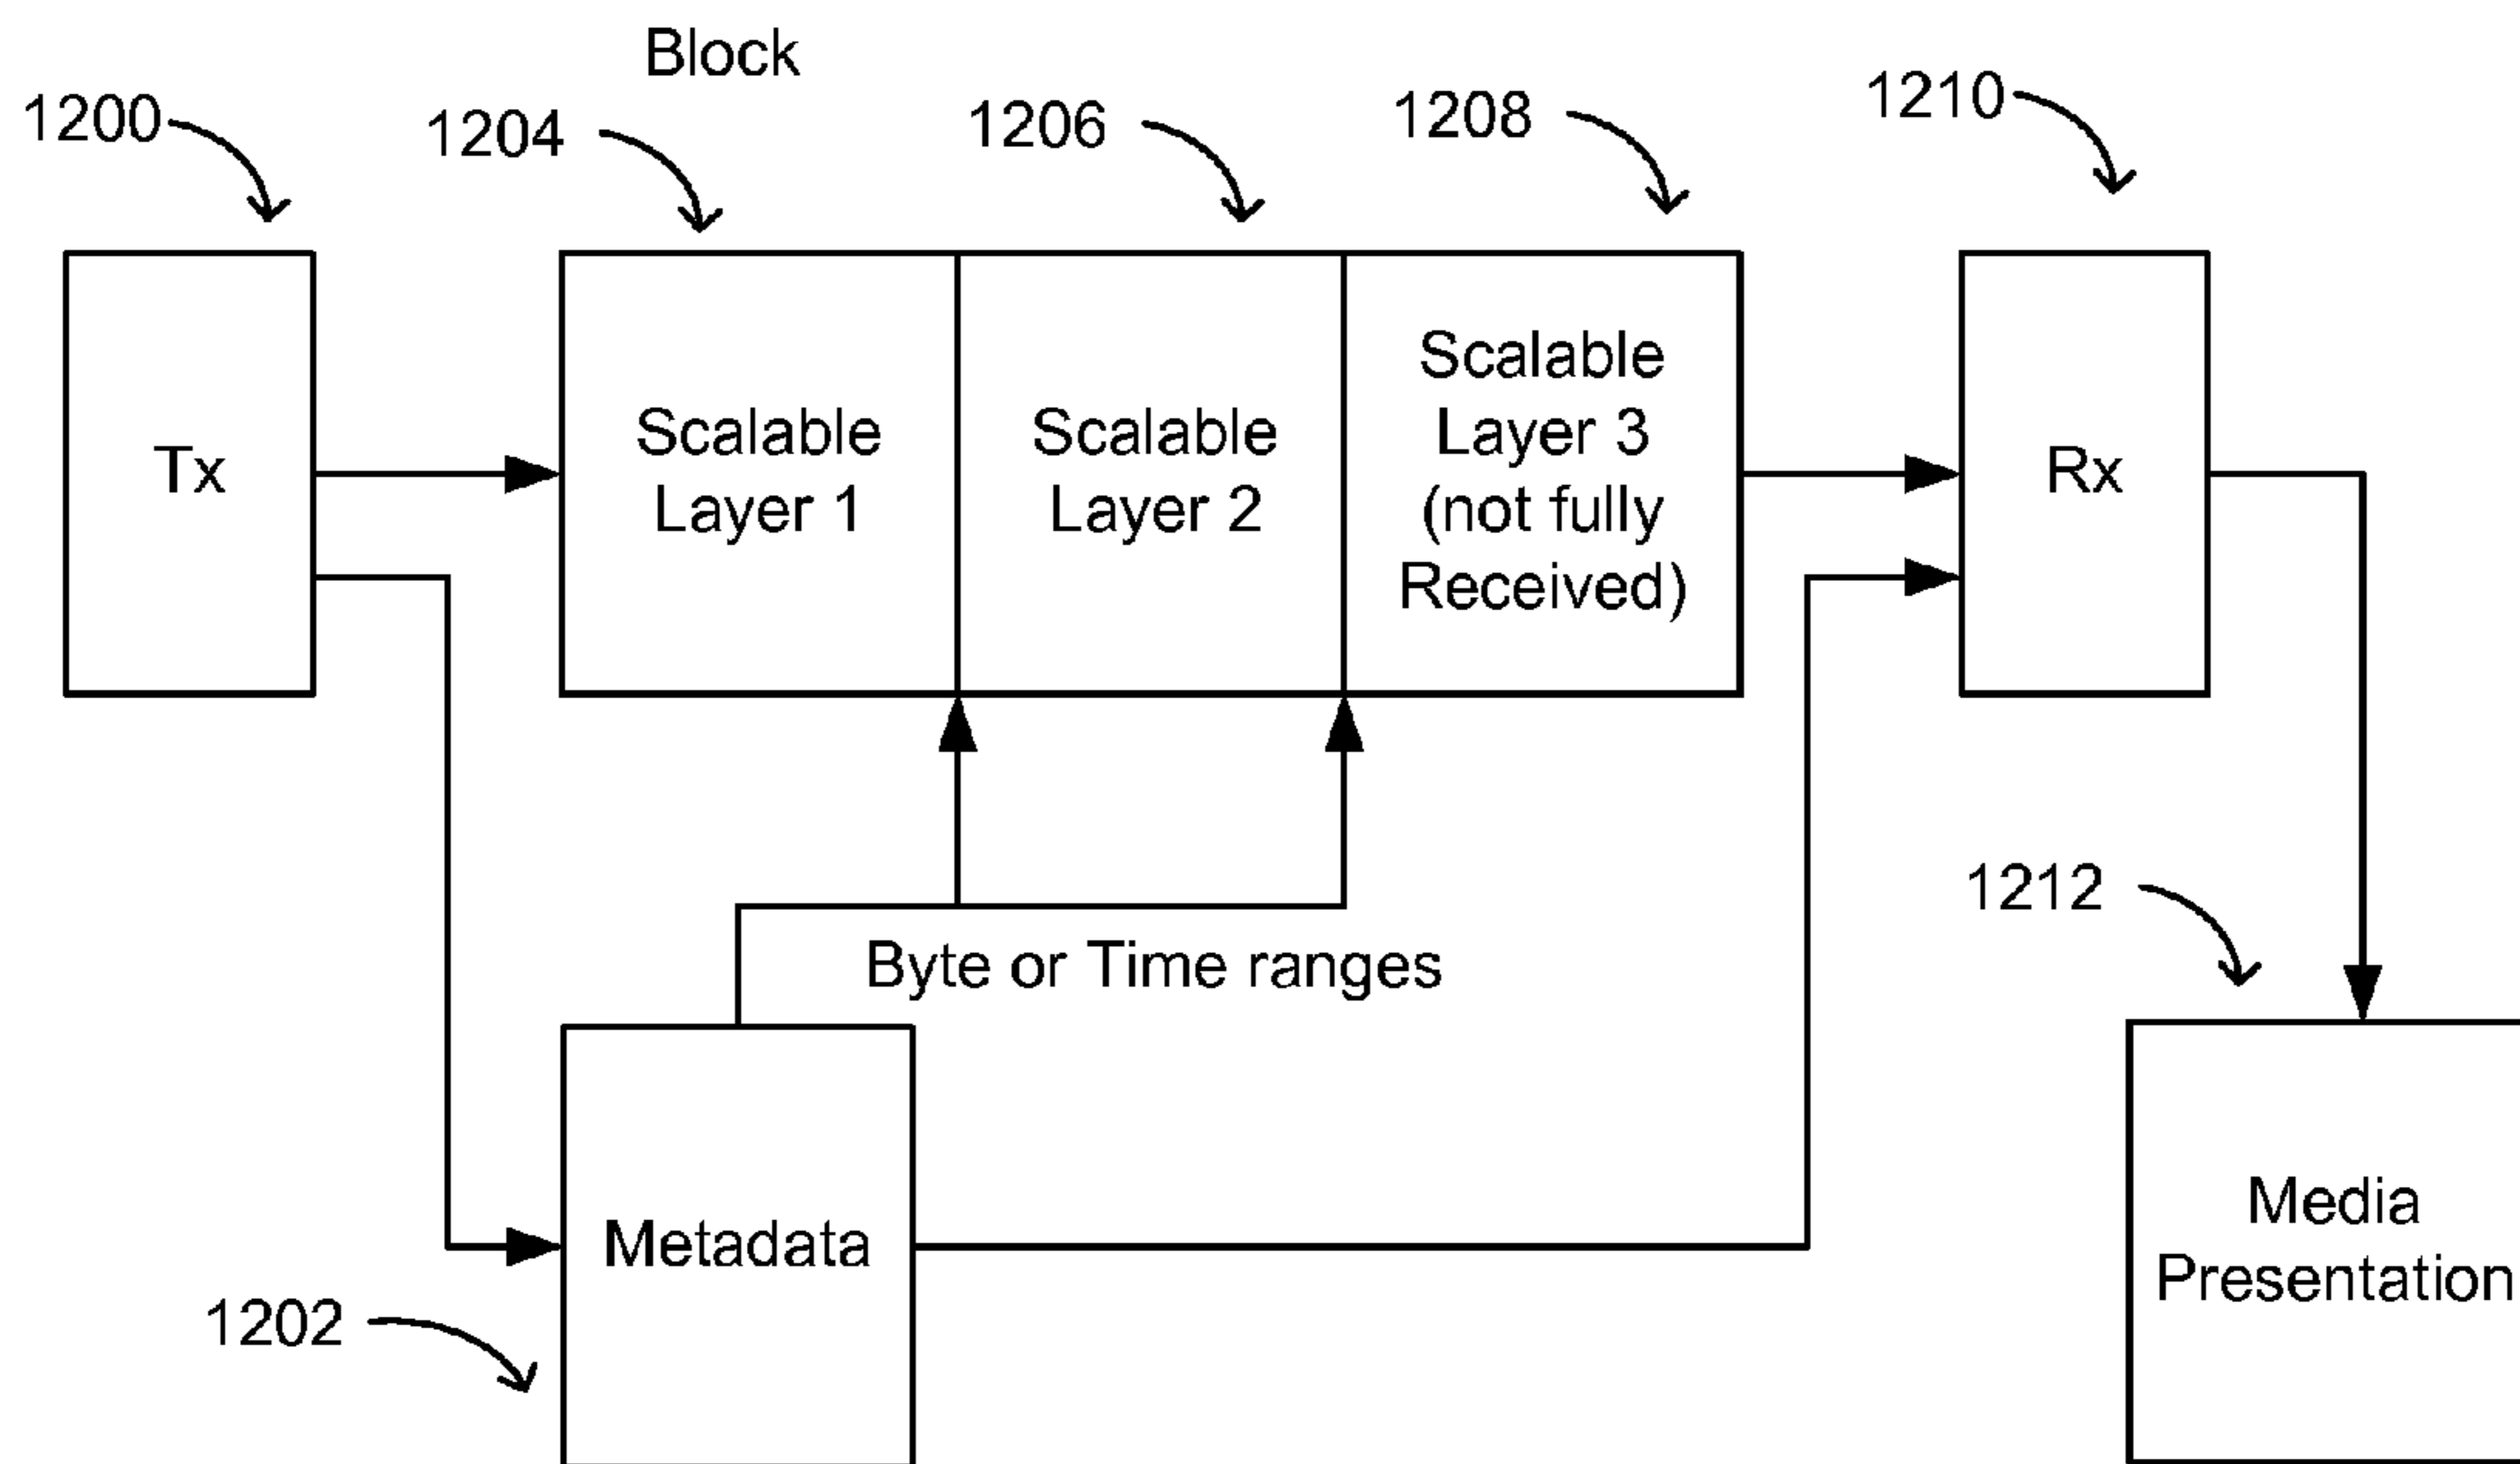 Block
1200
1204
1206
1208
1210
Tx
Scalable
Layer 1
Scalable
Layer 2
Scalable
Layer 3
(not fully
Received)
Rx
1212
Byte or Time ranges
Metadata
1202
Media
Presentation